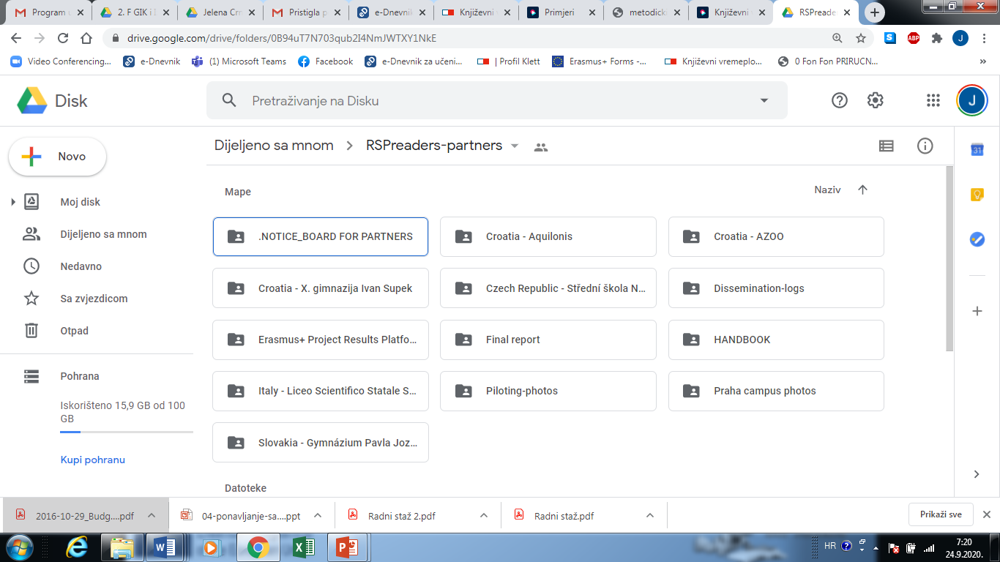 Program
2. F GIK i
Jelena Crn
Pristigla p
e-Dnevnik
Književni
Primjeri
metodick
Književni
RSPreade
drive.google.com/drive/folders/0B94uT7N703qub2I4NmJWTXY1NkE
ABP
J
Video Conferencing...
e-Dnevnik
(1) Microsoft Teams
Facebook
e-Dnevnik za učeni...
| Profil Klett
Erasmus+ Forms -...
Književni vremeplo...
0 Fon Fon PRIRUCN...
»
Disk
Pretraživanje na Disku
J
Novo
Dijeljeno sa mnom
RSPreaders-partners
31
Moj disk
Dijeljeno sa mnom
Nedavno
Sa zvjezdicom
Otpad
Pohrana
Iskorišteno 15,9 GB od 100
GB
Kupi pohranu
Mape
Naziv
.NOTICE_BOARD FOR PARTNERS
Croatia - Aquilonis
Croatia - AZOO
Croatia - X. gimnazija Ivan Supek
Czech Republic - Střední škola N...
Dissemination-logs
Erasmus+ Project Results Platfo...
Final report
HANDBOOK
Italy - Liceo Scientifico Statale S...
Piloting-photos
Praha campus photos
Slovakia - Gymnázium Pavla Joz...
Datoteke
2016-10-29_Budg....pdf
04-ponavljanje-sa....ppt
Radni staž 2.pdf
Radni staž.pdf
Prikaži sve
HR
7:20
24.9.2020.